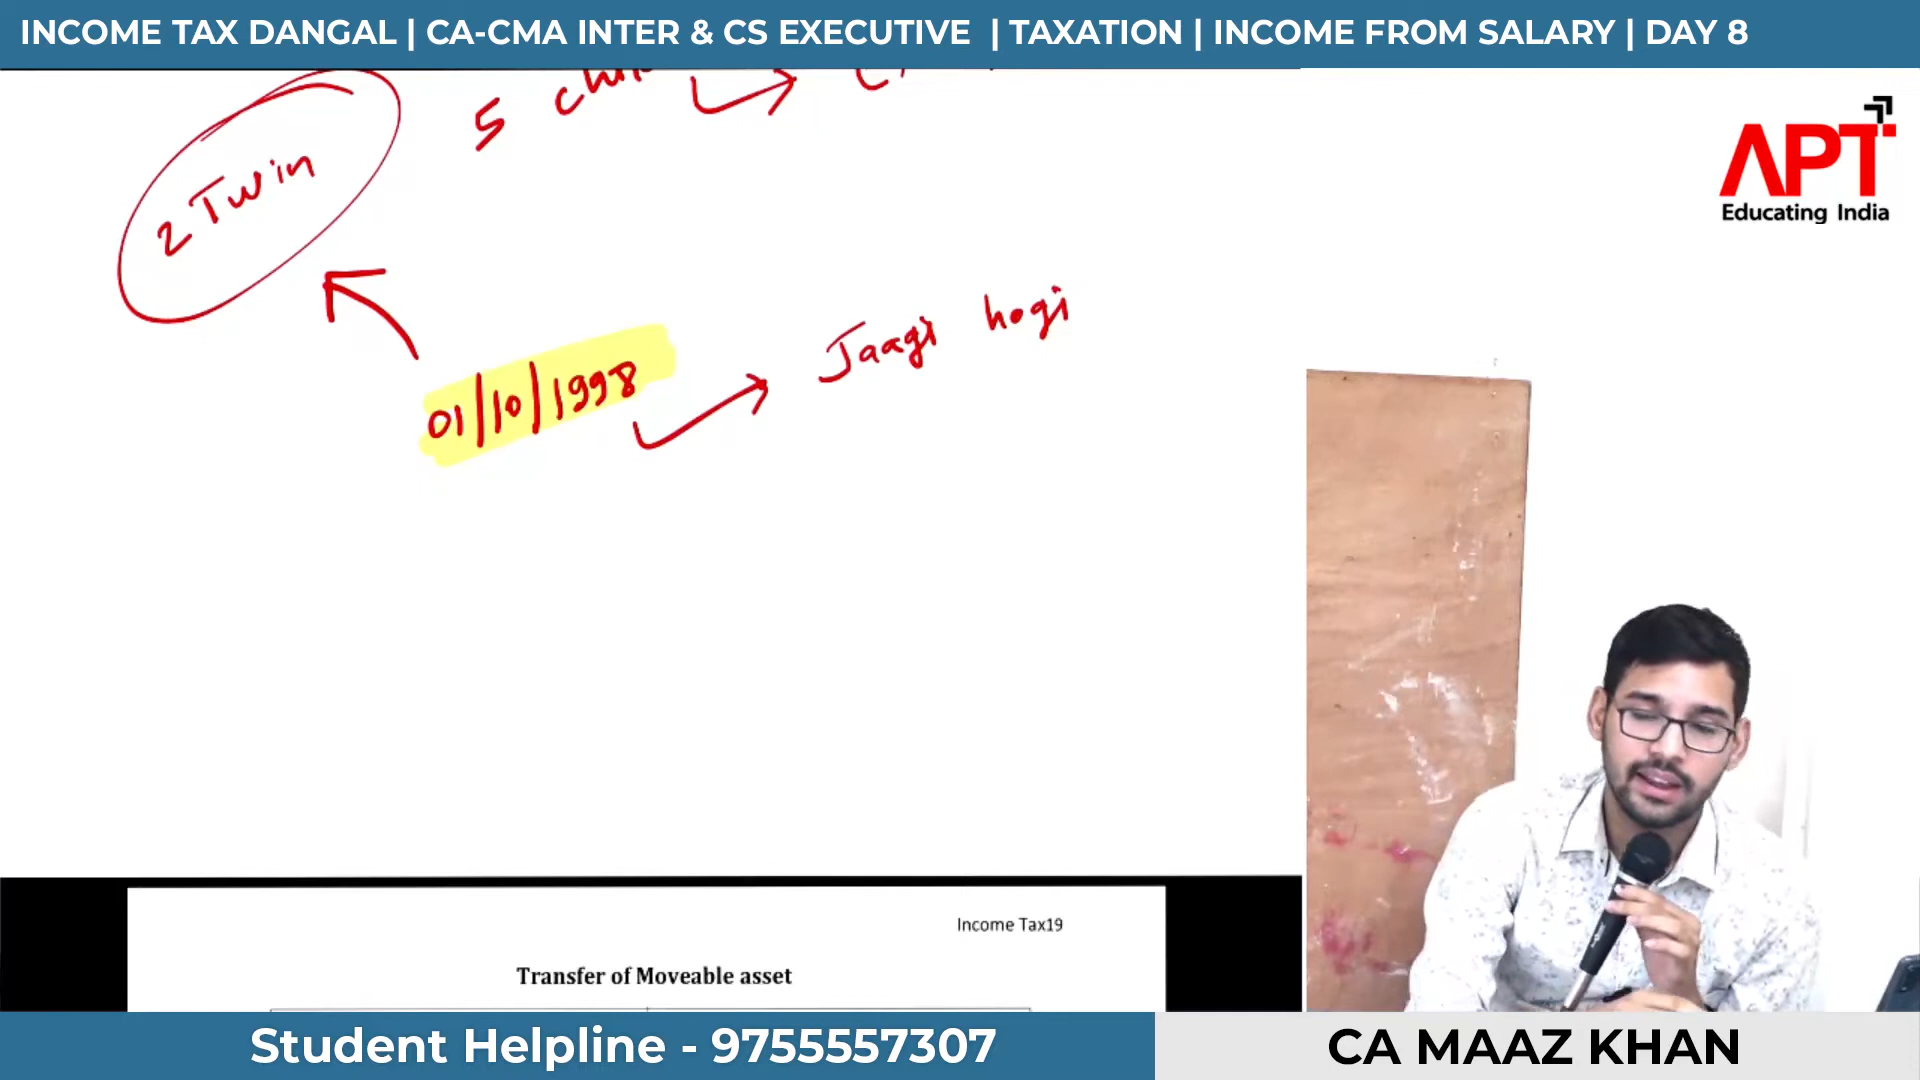 INCOME TAX DANGAL | CA-CMA INTER & CS EXECUTIVE | TAXATION | INCOME FROM SALARY | DAY 8
5
2 Twin
APT
Educating India
01/10/1998
Jaagi hogi
Income Tax19
Transfer of Moveable asset
Student Helpline - 9755557307
CA MAAZ KHAN